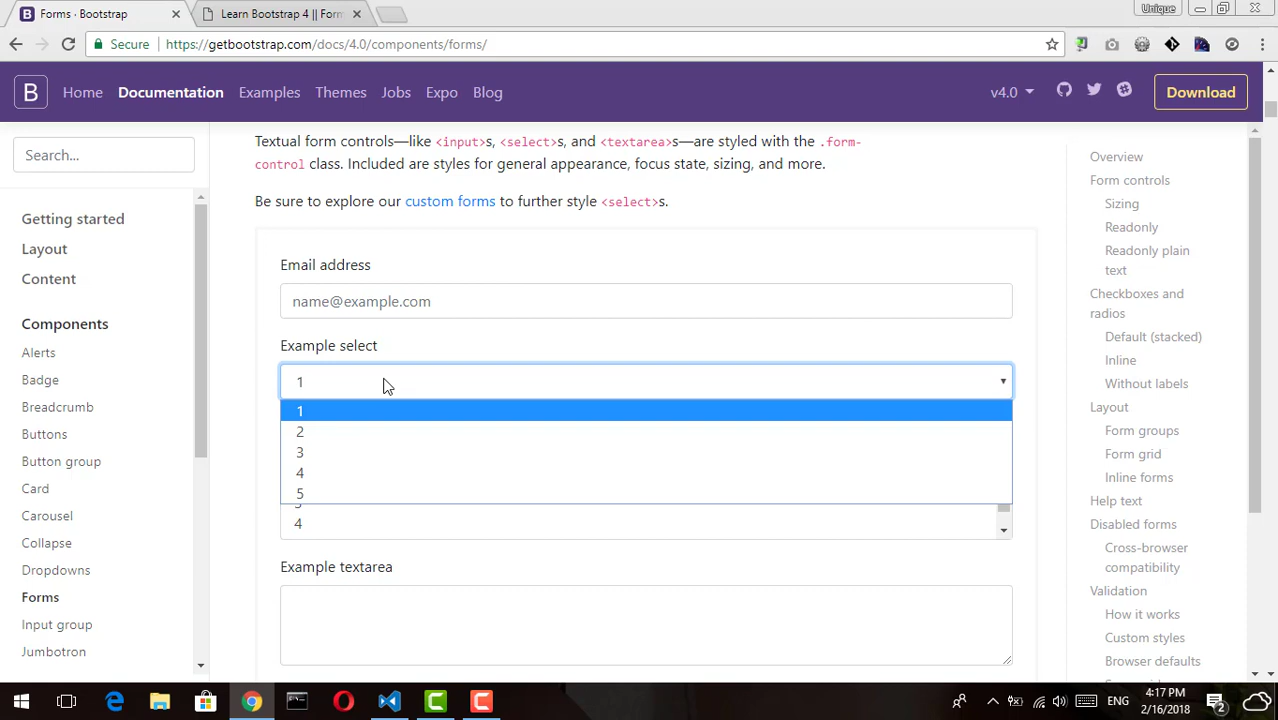 Forms · Bootstrap
Learn Bootstrap 4 || Form
Unique
Secure
https://getbootstrap.com/docs/4.0/components/forms/
B Home Documentation Examples Themes Jobs Expo Blog v4.0 Download
Search...
Getting started
Layout
Content
Components
Alerts
Badge
Breadcrumb
Buttons
Button group
Card
Carousel
Collapse
Dropdowns
Forms
Input group
Jumbotron
Textual form controls—like <input>s, <select>s, and <textarea>s—are styled with the .form-
control class. Included are styles for general appearance, focus state, sizing, and more.
Be sure to explore our custom forms to further style <select>s.
Email address
name@example.com
Example select
1
1
2
3
4
5
4
Example textarea
Overview
Form controls
Sizing
Readonly
Readonly plain
text
Checkboxes and
radios
Default (stacked)
Inline
Without labels
Layout
Form groups
Form grid
Inline forms
Help text
Disabled forms
Cross-browser
compatibility
Validation
How it works
Custom styles
Browser defaults
ENG
4:17 PM
2/16/2018
2